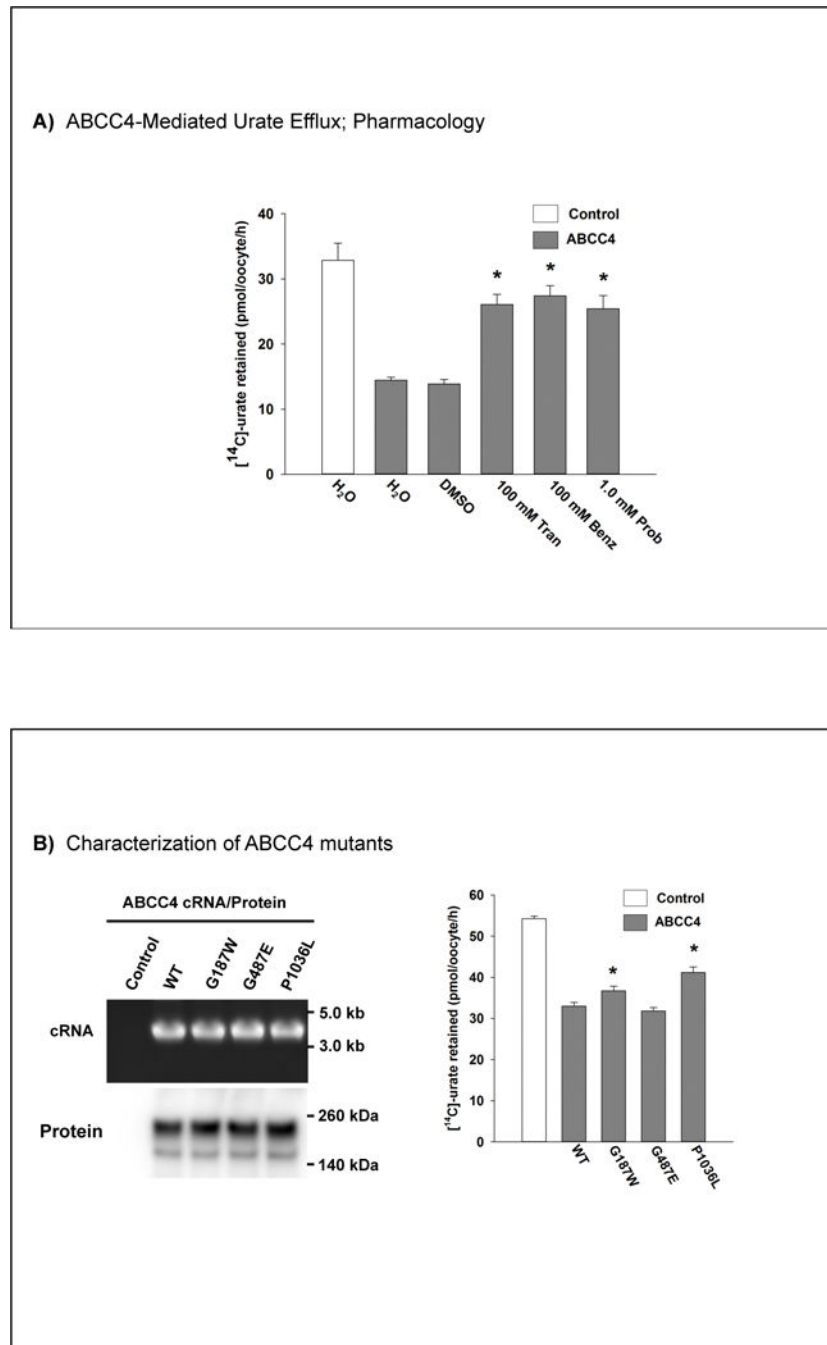 A) ABCC4-Mediated Urate Efflux; Pharmacology
[¹⁴C]-urate retained (pmol/oocyte/h)
40
30
20
10
0
Control
ABCC4
*
*
*
H₂O
H₂O
DMSO
100 mM Tran
100 mM Benz
1.0 mM Prob
B) Characterization of ABCC4 mutants
ABCC4 cRNA/Protein
Control
WT
G187W
G487E
P1036L
cRNA
5.0 kb
3.0 kb
Protein
260 kDa
140 kDa
[¹⁴C]-urate retained (pmol/oocyte/h)
60
50
40
30
20
10
0
Control
ABCC4
*
*
WT
G187W
G487E
P1036L